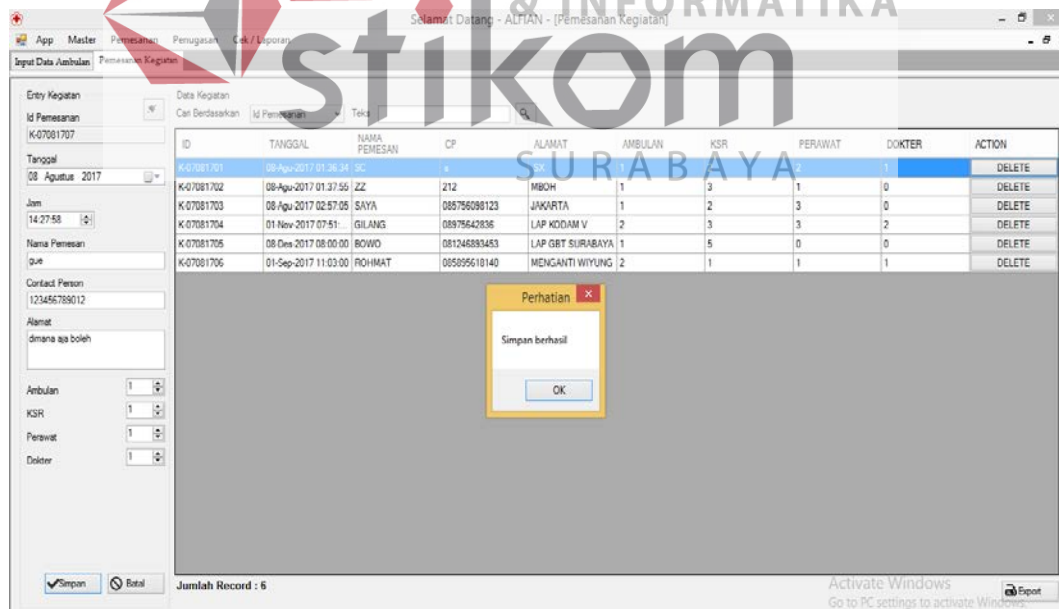 & INFORMATIKA
stikom
SURABAYA
Selamat Datang - ALFIAN - [Pemesanan Kegiatan]
App Master Pemesanan Penugasan Cek / Laporan
Input Data Ambulan Pemesanan Kegiatan
Entry Kegiatan
Id Pemesanan
K-07081707
Tanggal
08 Agustus 2017
Jam
14:27:58
Nama Pemesan
gue
Contact Person
123456789012
Alamat
dimana aja boleh
Ambulan 1
KSR 1
Perawat 1
Dokter 1
Simpan Batal
Data Kegiatan
Cari Berdasarkan Id Pemesanan Teks
ID TANGGAL NAMA PEMESAN CP ALAMAT AMBULAN KSR PERAWAT DOKTER ACTION
K-07081701 08-Agu-2017 01:36:34 SC SX 1 2 1 DELETE
K-07081702 08-Agu-2017 01:37:55 ZZ 212 MBOH 1 3 1 0 DELETE
K-07081703 08-Agu-2017 02:57:05 SAYA 085756098123 JAKARTA 1 2 3 0 DELETE
K-07081704 01-Nov-2017 07:51:... GILANG 08975642836 LAP KODAM V 2 3 3 2 DELETE
K-07081705 08-Des-2017 08:00:00 BOWO 081246893453 LAP GBT SURABAYA 1 5 0 0 DELETE
K-07081706 01-Sep-2017 11:03:00 ROHMAT 085895618140 MENGANTI WIYUNG 2 1 1 1 DELETE
Perhatian
Simpan berhasil
OK
Jumlah Record : 6
Activate Windows
Go to PC settings to activate Windows.
Export